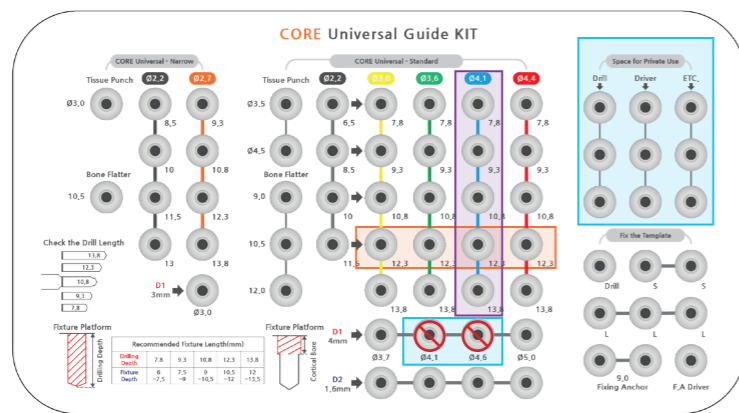 CORE Universal Guide KIT
CORE Universal - Narrow
CORE Universal - Standard
Space for Private Use
Tissue Punch Ø2,2 Ø2,7
Tissue Punch Ø2,2 Ø3,6 Ø4,1 Ø4,4
Drill Driver ETC,
Ø3,0
8,5 9,3
Ø3,5
6,5 7,8 7,8 7,8 7,8
10 10,8
Ø4,5
8,5 9,3 9,3 9,3 9,3
Bone Flatter
10,5
11,5 12,3
Bone Flatter
9,0
10 10,8 10,8 10,8 10,8
13 13,8
10,5
11,5 12,3 12,3 12,3 12,3
Fix the Template
Check the Drill Length
13,8
12,3
10,8
9,3
7,8
D1
3mm
Ø3,0
12,0
13,8 13,8 13,8 13,8
Drill S S
L L L
9,0
Fixing Anchor F,A Driver
Fixture Platform
Drilling Depth
Recommended Fixture Length(mm)
Drilling Depth 7.8 9.3 10,8 12,3 13.8
Fixture Depth 6 ~7,5 7,5 ~9 9 ~10,5 10,5 ~12 12 ~13,5
Fixture Platform
Cortical Bone
D1
4mm
Ø3,7 Ø4,1 Ø4,6 Ø5,0
D2
1,6mm